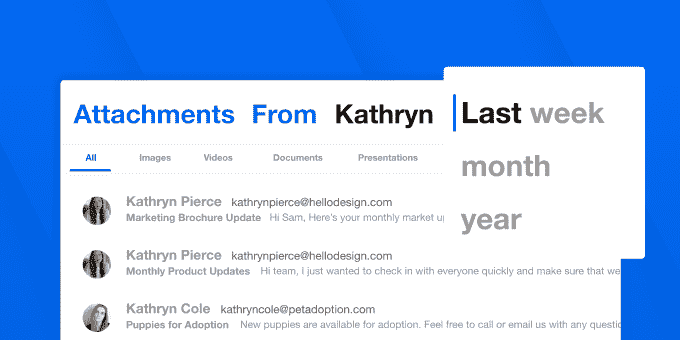 Attachments From Kathryn
Last week
month
year
All Images Videos Documents Presentations
Kathryn Pierce kathrynpierce@hellodesign.com
Marketing Brochure Update Hi Sam, Here's your monthly market
Kathryn Pierce kathrynpierce@hellodesign.com
Monthly Product Updates Hi team, I just wanted to check in with everyone quickly and make sure that we
Kathryn Cole kathryncole@petadoption.com
Puppies for Adoption New puppies are available for adoption. Feel free to call or email us with any